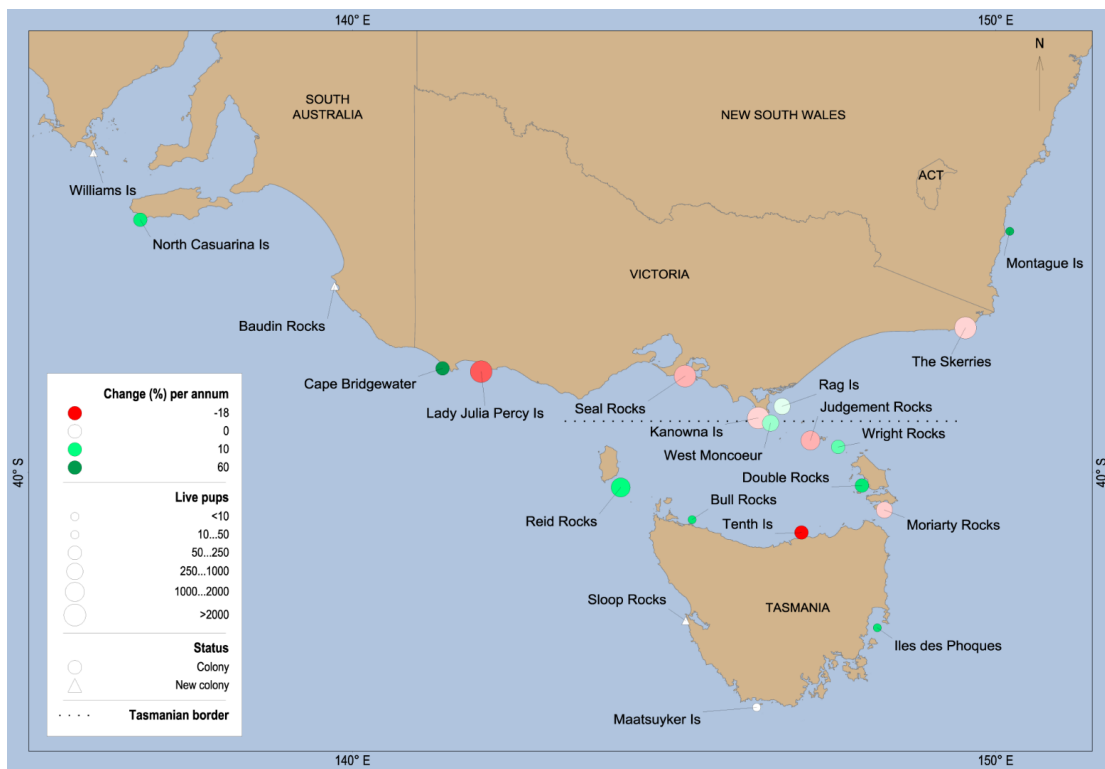 140° E
150° E
N
SOUTH
AUSTRALIA
NEW SOUTH WALES
ACT
Williams Is
North Casuarina Is
Montague Is
VICTORIA
Baudin Rocks
The Skerries
Cape Bridgewater
Lady Julia Percy Is
Seal Rocks
Rag Is
Judgement Rocks
Kanowna Is
Wright Rocks
West Moncoeur
40° S
40° S
Double Rocks
Reid Rocks
Bull Rocks
Tenth Is
Moriarty Rocks
Sloop Rocks
TASMANIA
Iles des Phoques
Maatsuyker Is
Change (%) per annum
-18
0
10
60
Live pups
<10
10...50
50...250
250...1000
1000...2000
>2000
Status
Colony
New colony
Tasmanian border
140° E
150° E